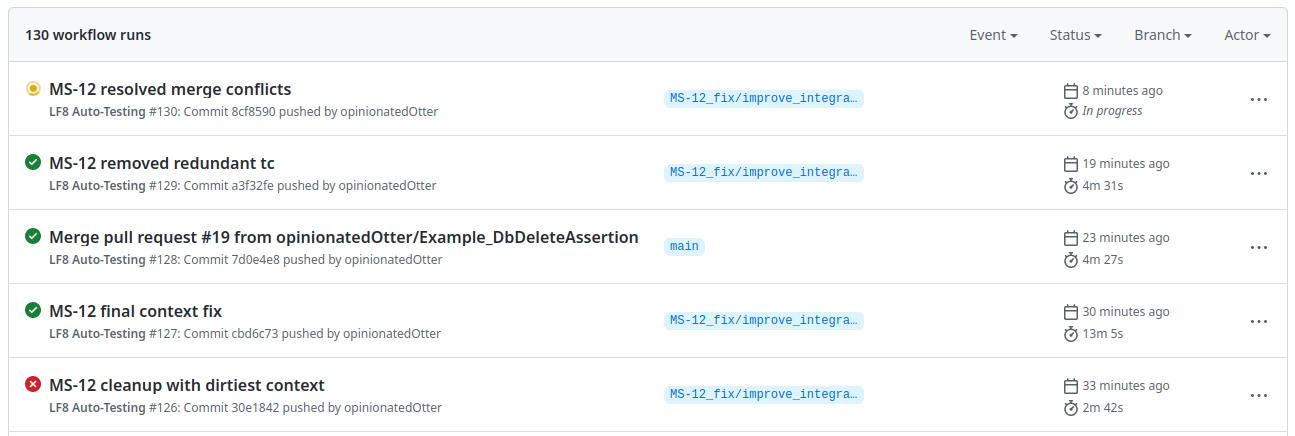 130 workflow runs Event Status Branch Actor
MS-12 resolved merge conflicts MS-12_fix/improve_integra… 8 minutes ago
LF8 Auto-Testing #130: Commit 8cf8590 pushed by opinionatedOtter In progress
MS-12 removed redundant tc MS-12_fix/improve_integra… 19 minutes ago
LF8 Auto-Testing #129: Commit a3f32fe pushed by opinionatedOtter 4m 31s
Merge pull request #19 from opinionatedOtter/Example_DbDeleteAssertion main 23 minutes ago
LF8 Auto-Testing #128: Commit 7d0e4e8 pushed by opinionatedOtter 4m 27s
MS-12 final context fix MS-12_fix/improve_integra… 30 minutes ago
LF8 Auto-Testing #127: Commit cbd6c73 pushed by opinionatedOtter 13m 5s
MS-12 cleanup with dirtiest context MS-12_fix/improve_integra… 33 minutes ago
LF8 Auto-Testing #126: Commit 30e1842 pushed by opinionatedOtter 2m 42s